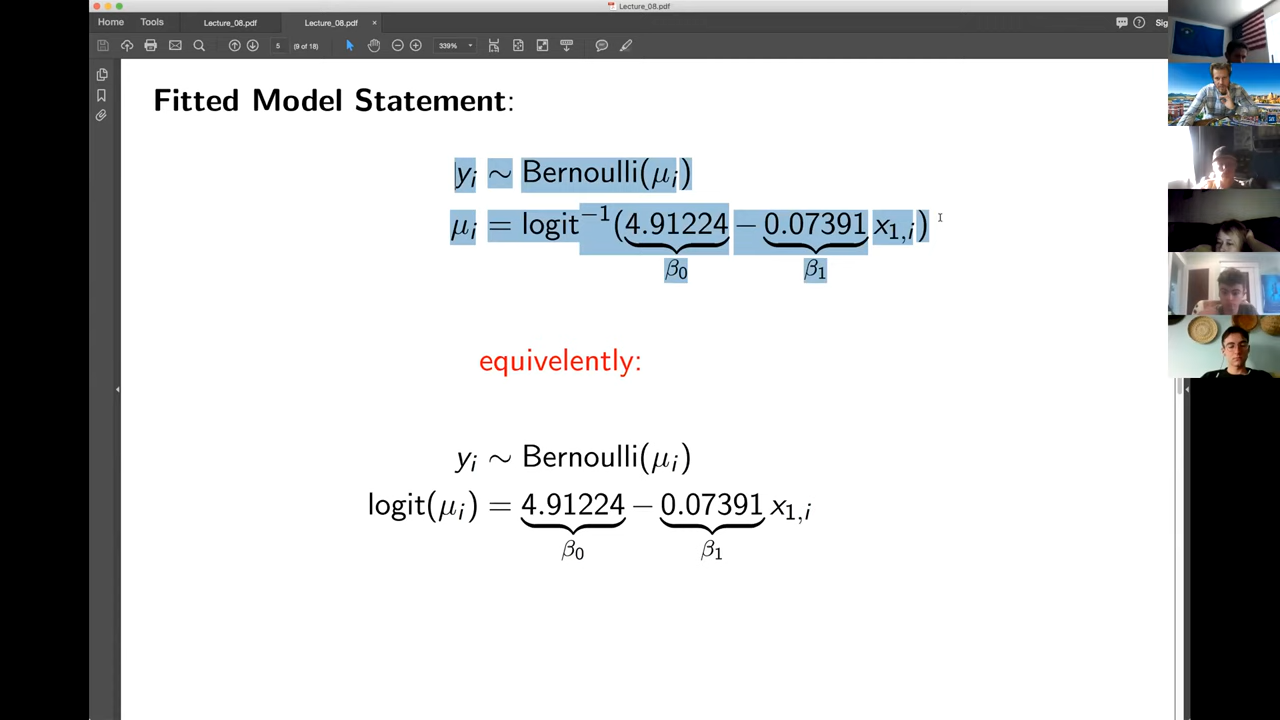 Lecture_08.pdf
Home Tools Lecture_08.pdf Lecture_08.pdf × Sig
5 (9 of 18) 339%
Fitted Model Statement:
yᵢ ∼ Bernoulli(μᵢ)
μᵢ = logit⁻¹(4.91224 − 0.07391 x₁,ᵢ)
β₀ β₁
equivelently:
yᵢ ∼ Bernoulli(μᵢ)
logit(μᵢ) = 4.91224 − 0.07391 x₁,ᵢ
β₀ β₁